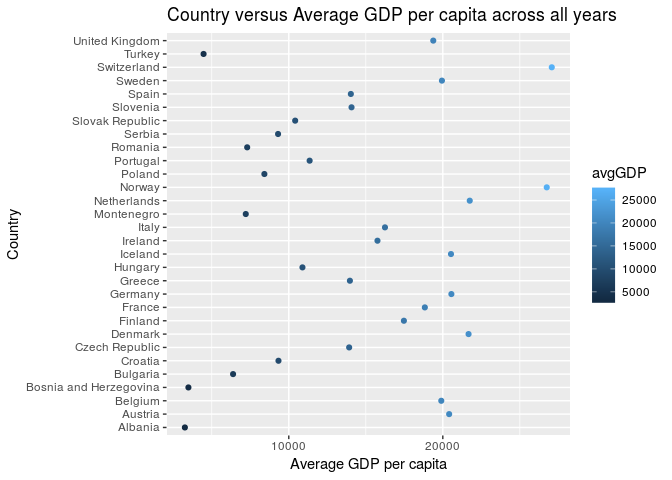 Country versus Average GDP per capita across all years
Country
United Kingdom
Turkey
Switzerland
Sweden
Spain
Slovenia
Slovak Republic
Serbia
Romania
Portugal
Poland
Norway
Netherlands
Montenegro
Italy
Ireland
Iceland
Hungary
Greece
Germany
France
Finland
Denmark
Czech Republic
Croatia
Bulgaria
Bosnia and Herzegovina
Belgium
Austria
Albania
10000 20000
Average GDP per capita
avgGDP
25000
20000
15000
10000
5000